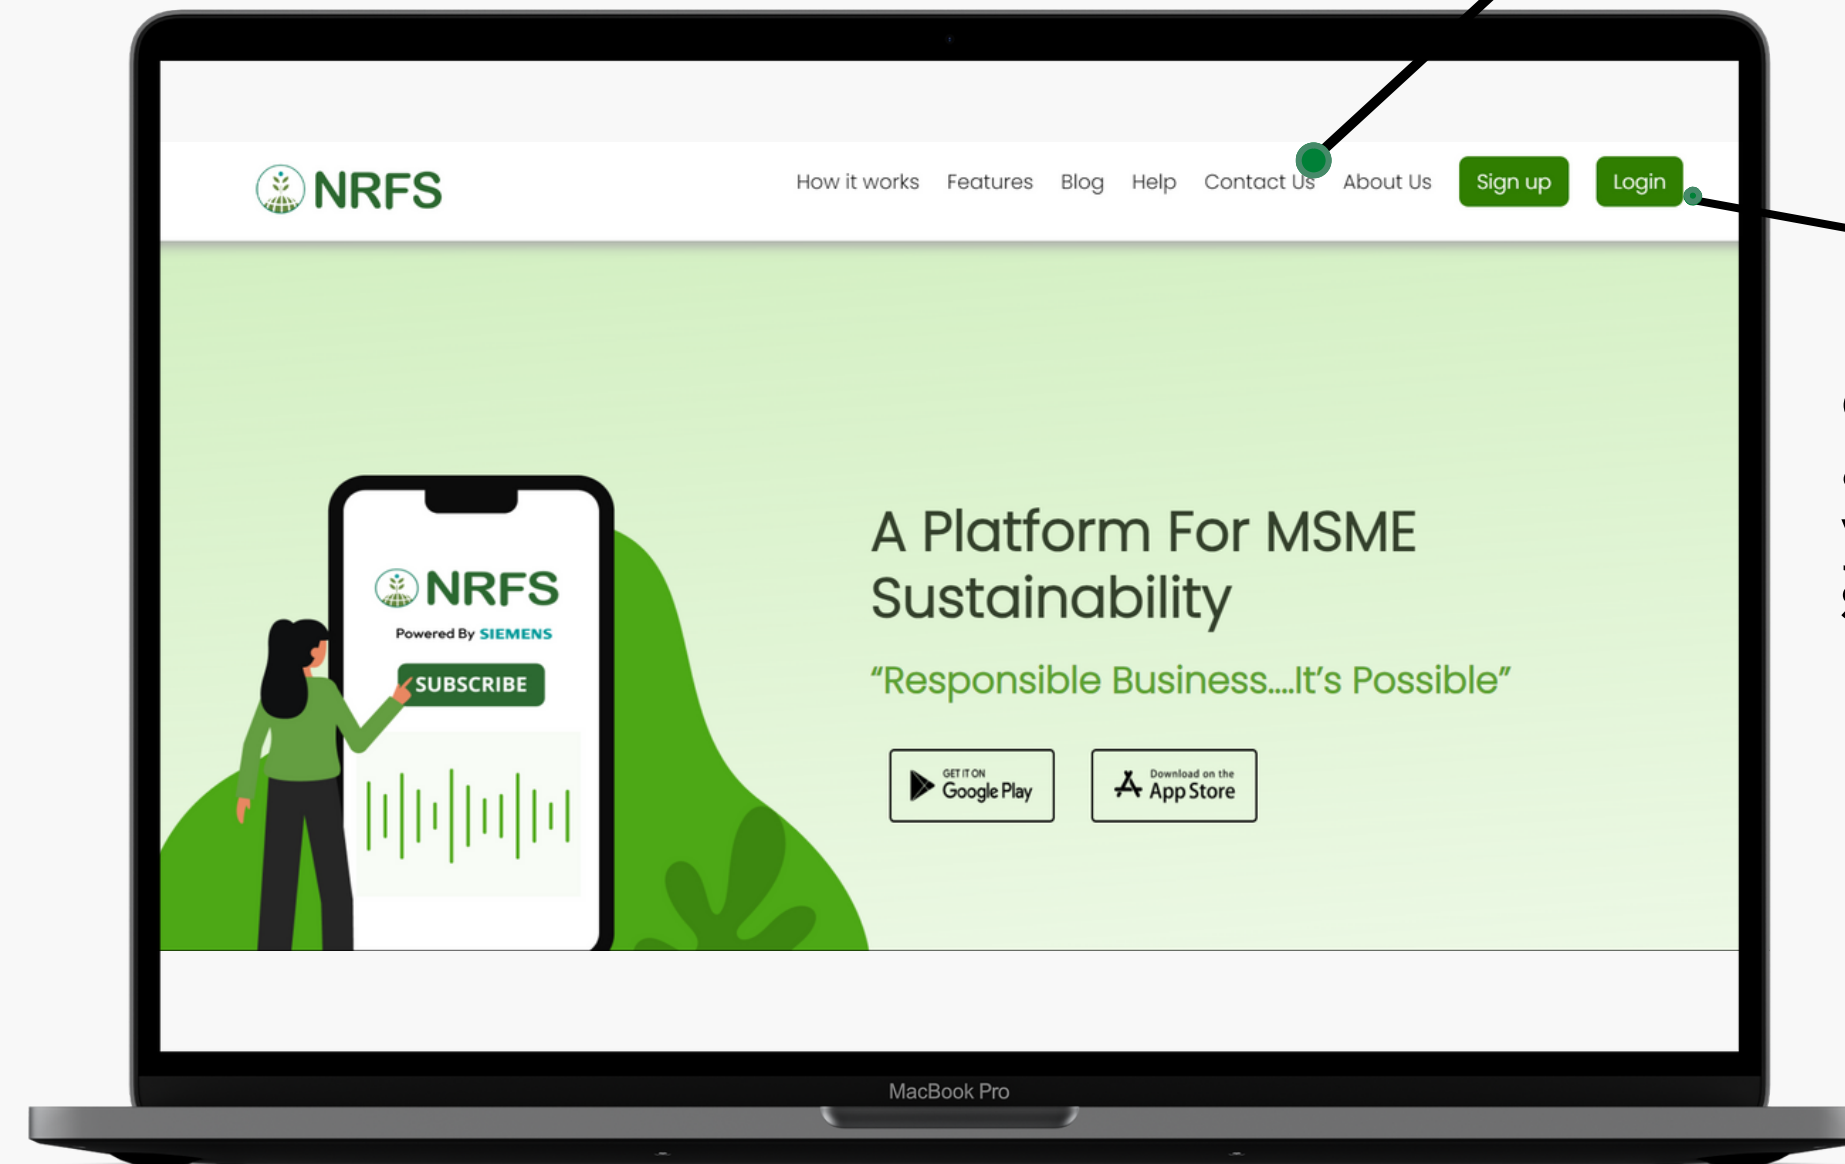 NRFS
How it works Features Blog Help Contact Us About Us Sign up Login
A Platform For MSME
Sustainability
“Responsible Business....It’s Possible”
GET IT ON
Google Play
Download on the
App Store
NRFS
Powered By SIEMENS
SUBSCRIBE
MacBook Pro